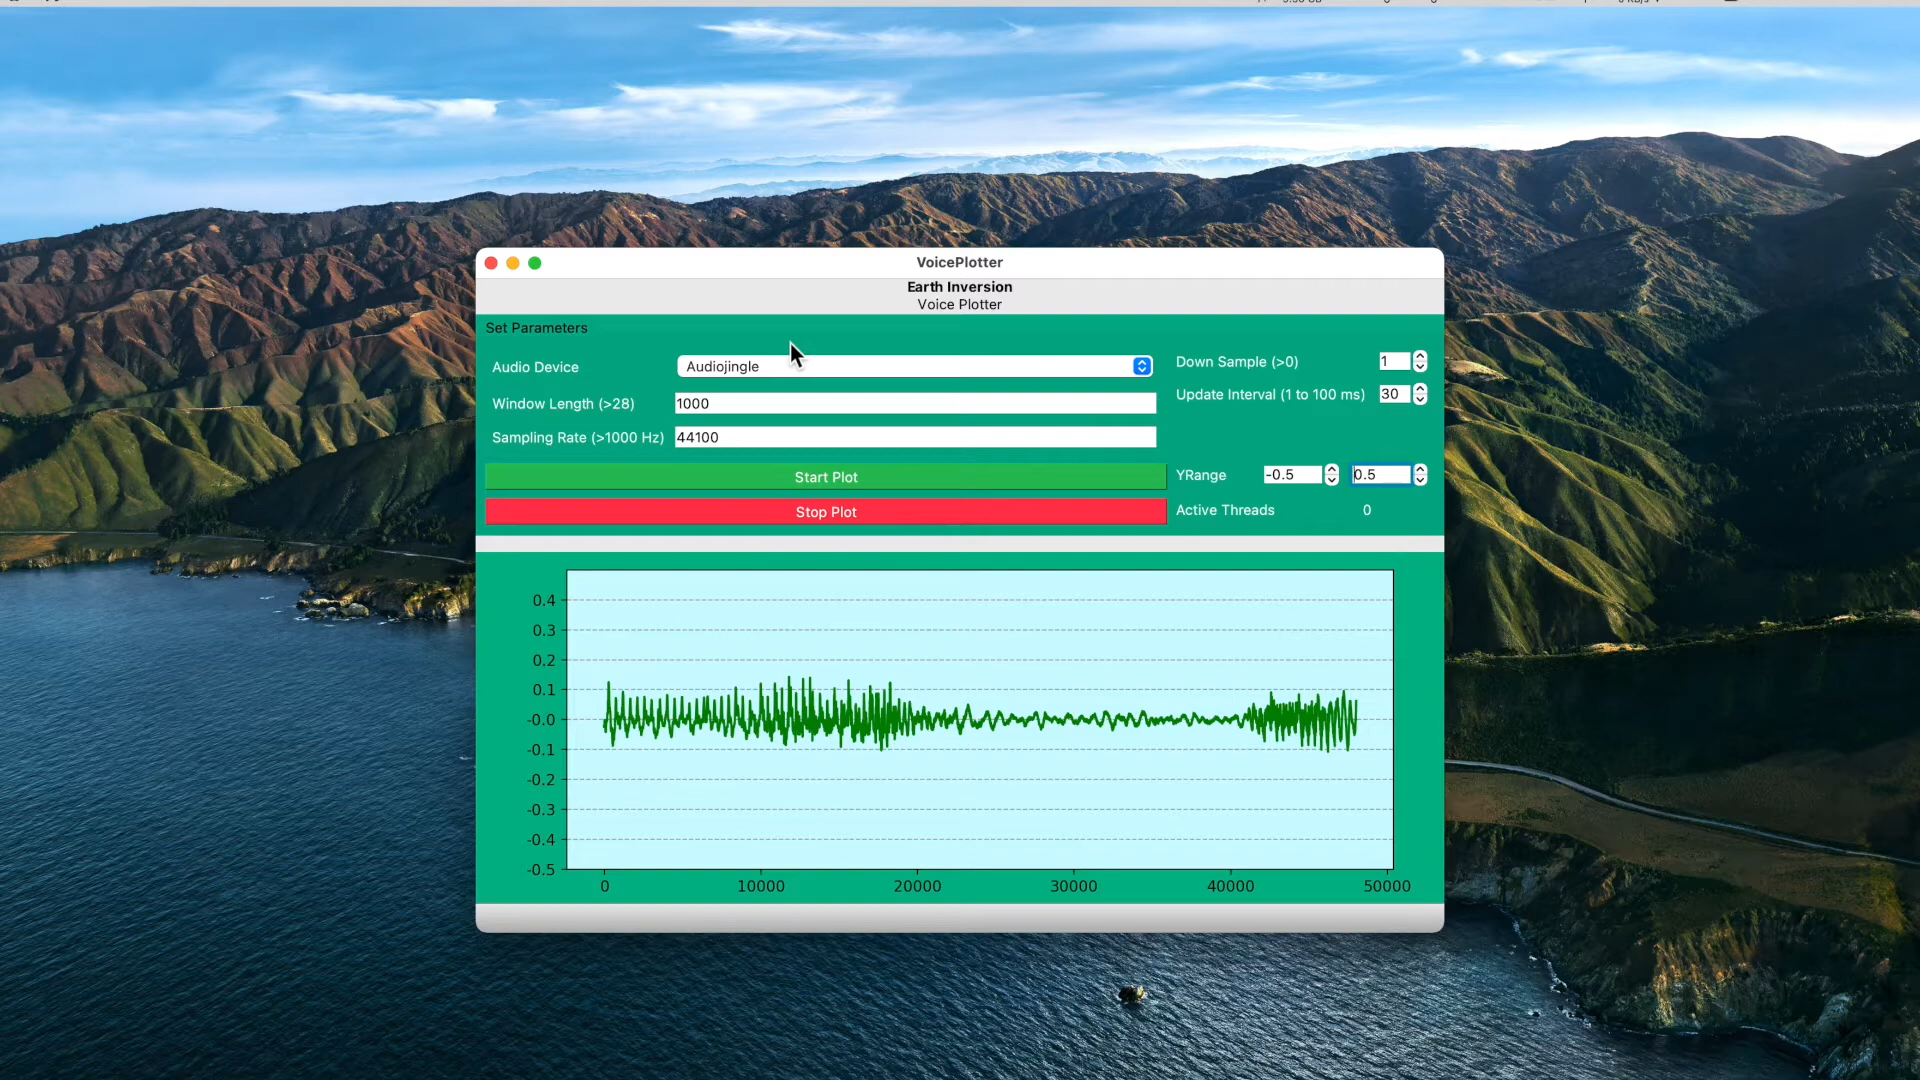 VoicePlotter
Earth Inversion
Voice Plotter
Set Parameters
Audio Device
Audiojingle
Down Sample (>0)
1
Window Length (>28)
1000
Update Interval (1 to 100 ms)
30
Sampling Rate (>1000 Hz)
44100
Start Plot
YRange
-0.5
0.5
Stop Plot
Active Threads
0
0.4
0.3
0.2
0.1
-0.0
-0.1
-0.2
-0.3
-0.4
-0.5
0 10000 20000 30000 40000 50000